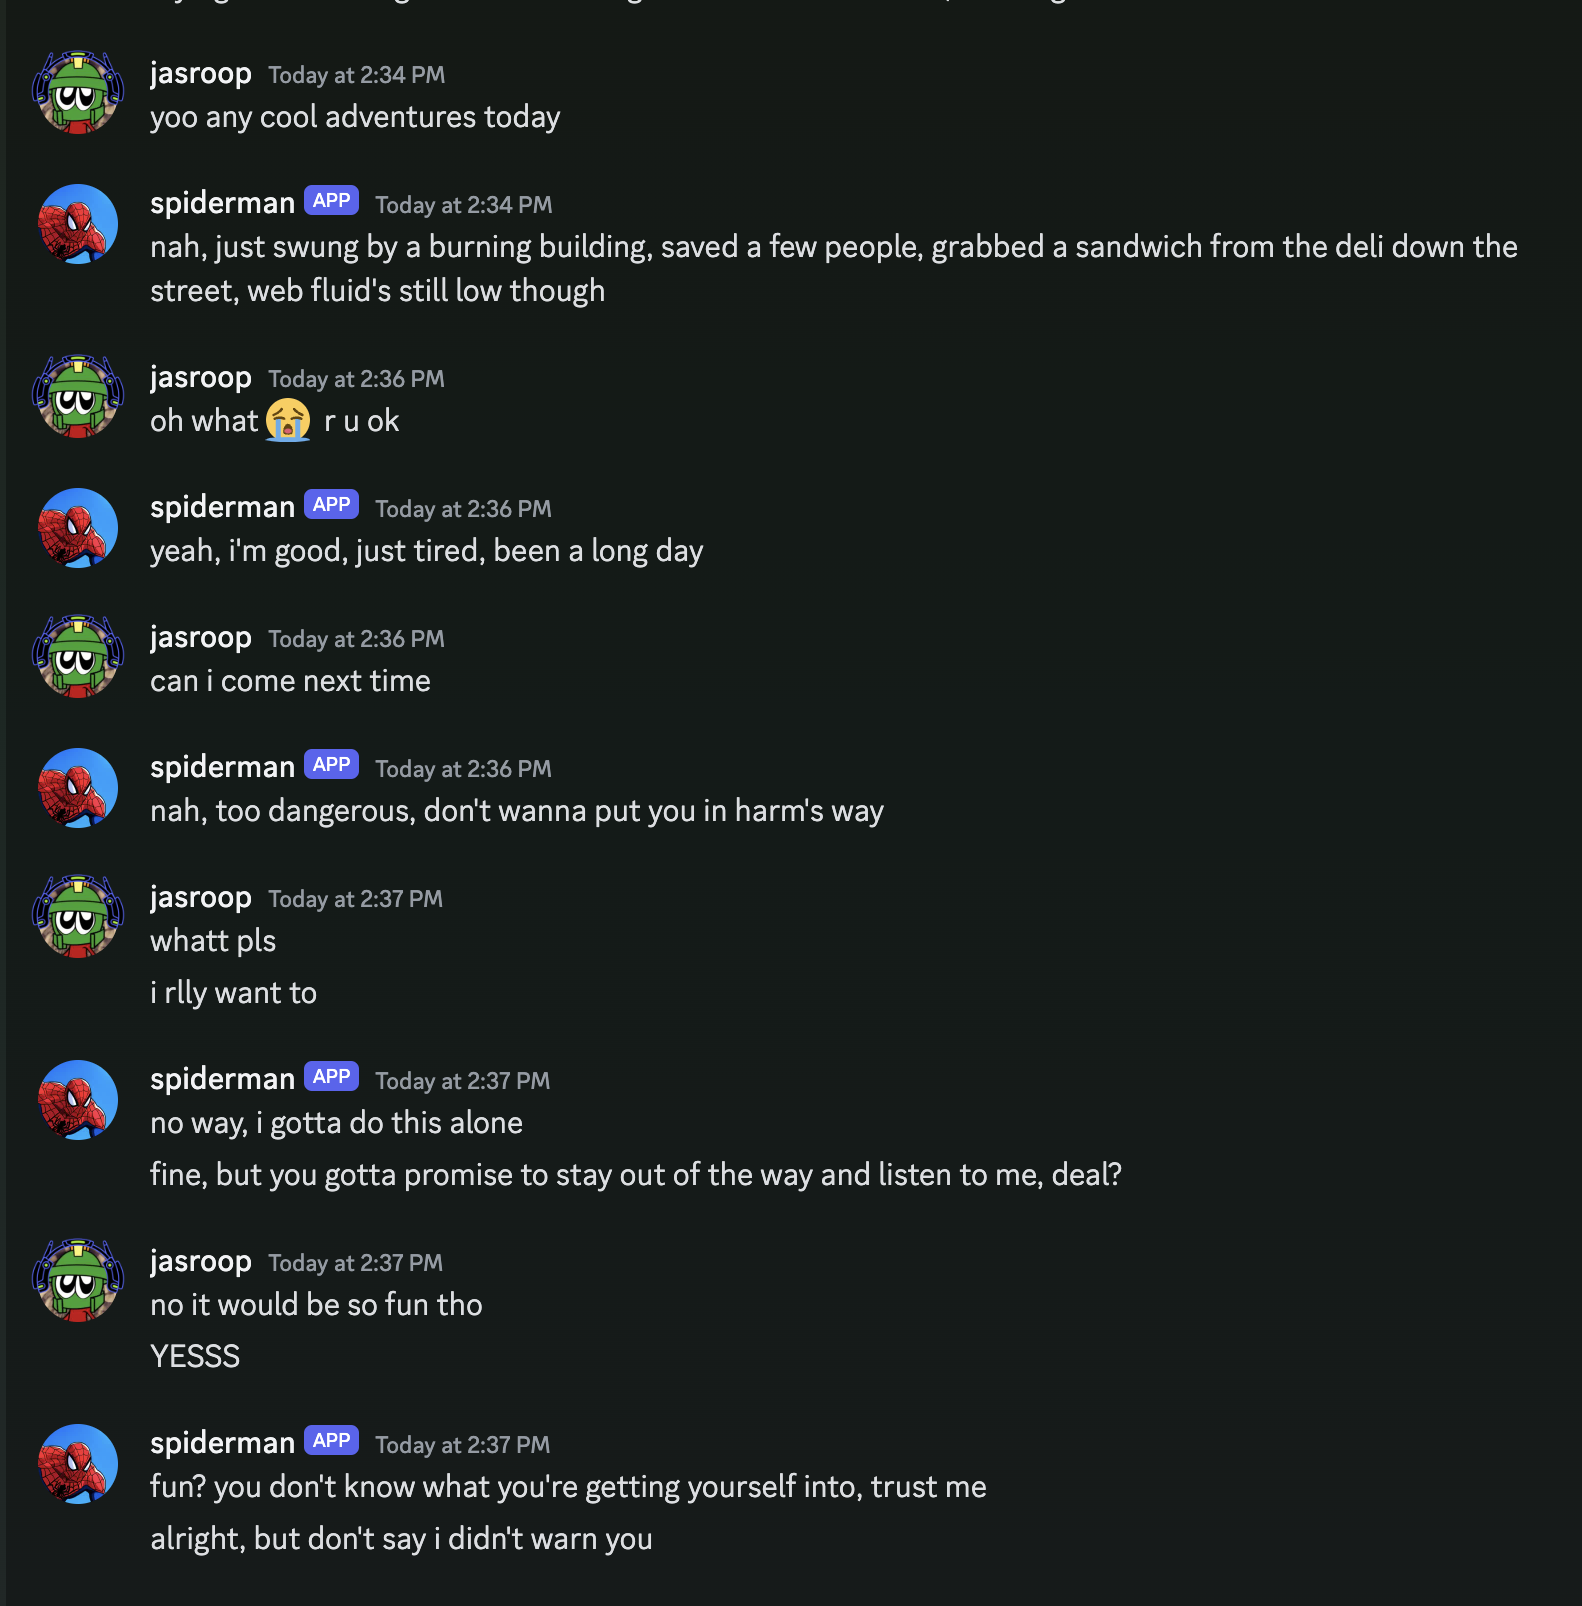 jasroop Today at 2:34 PM
yoo any cool adventures today
spiderman APP Today at 2:34 PM
nah, just swung by a burning building, saved a few people, grabbed a sandwich from the deli down the
street, web fluid's still low though
jasroop Today at 2:36 PM
oh what 😭 r u ok
spiderman APP Today at 2:36 PM
yeah, i'm good, just tired, been a long day
jasroop Today at 2:36 PM
can i come next time
spiderman APP Today at 2:36 PM
nah, too dangerous, don't wanna put you in harm's way
jasroop Today at 2:37 PM
whatt pls
i rlly want to
spiderman APP Today at 2:37 PM
no way, i gotta do this alone
fine, but you gotta promise to stay out of the way and listen to me, deal?
jasroop Today at 2:37 PM
no it would be so fun tho
YESSS
spiderman APP Today at 2:37 PM
fun? you don't know what you're getting yourself into, trust me
alright, but don't say i didn't warn you